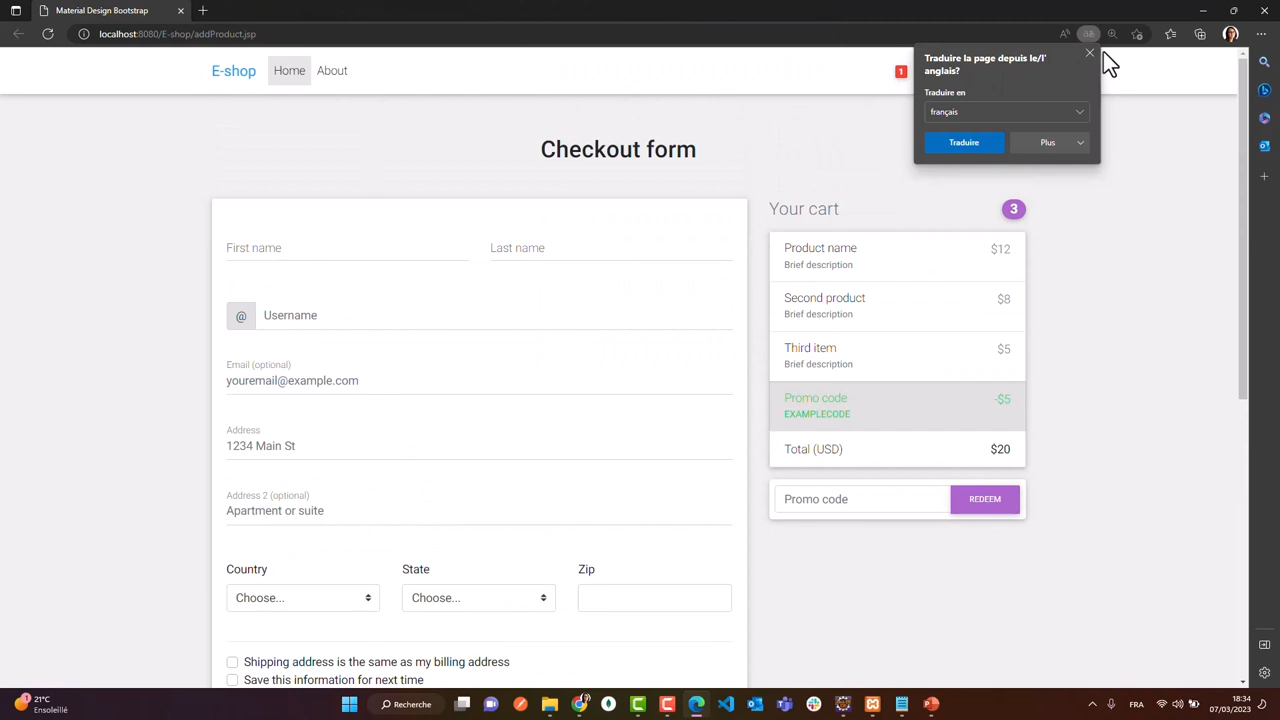 Material Design Bootstrap
localhost:8080/E-shop/addProduct.jsp
E-shop
Home
About
1
Traduire la page depuis le/l'
anglais?
Traduire en
français
Traduire
Plus
Checkout form
First name
Last name
@
Username
Email (optional)
youremail@example.com
Address
1234 Main St
Address 2 (optional)
Apartment or suite
Country
State
Zip
Choose...
Choose...
Shipping address is the same as my billing address
Save this information for next time
Your cart
3
Product name
$12
Brief description
Second product
$8
Brief description
Third item
$5
Brief description
Promo code
-$5
EXAMPLECODE
Total (USD)
$20
Promo code
REDEEM
21°C
Ensoleillé
Recherche
FRA
18:34
07/03/2023